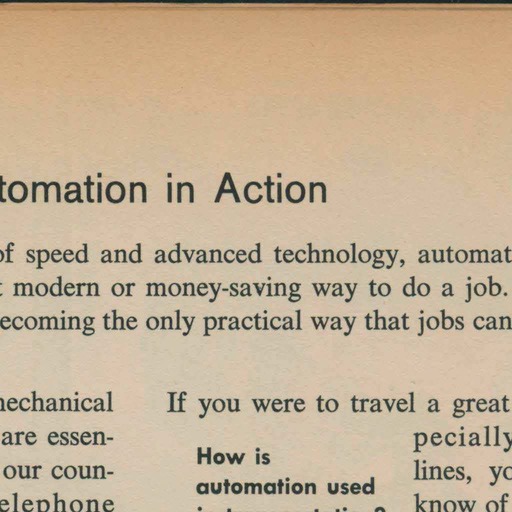 tomation in Action
of speed and advanced technology, automat
t modern or money-saving way to do a job.
ecoming the only practical way that jobs can
nechanical
are essen-
our coun-
elephone
If you were to travel a great
How is
automation used
pecially
lines, yo
know of